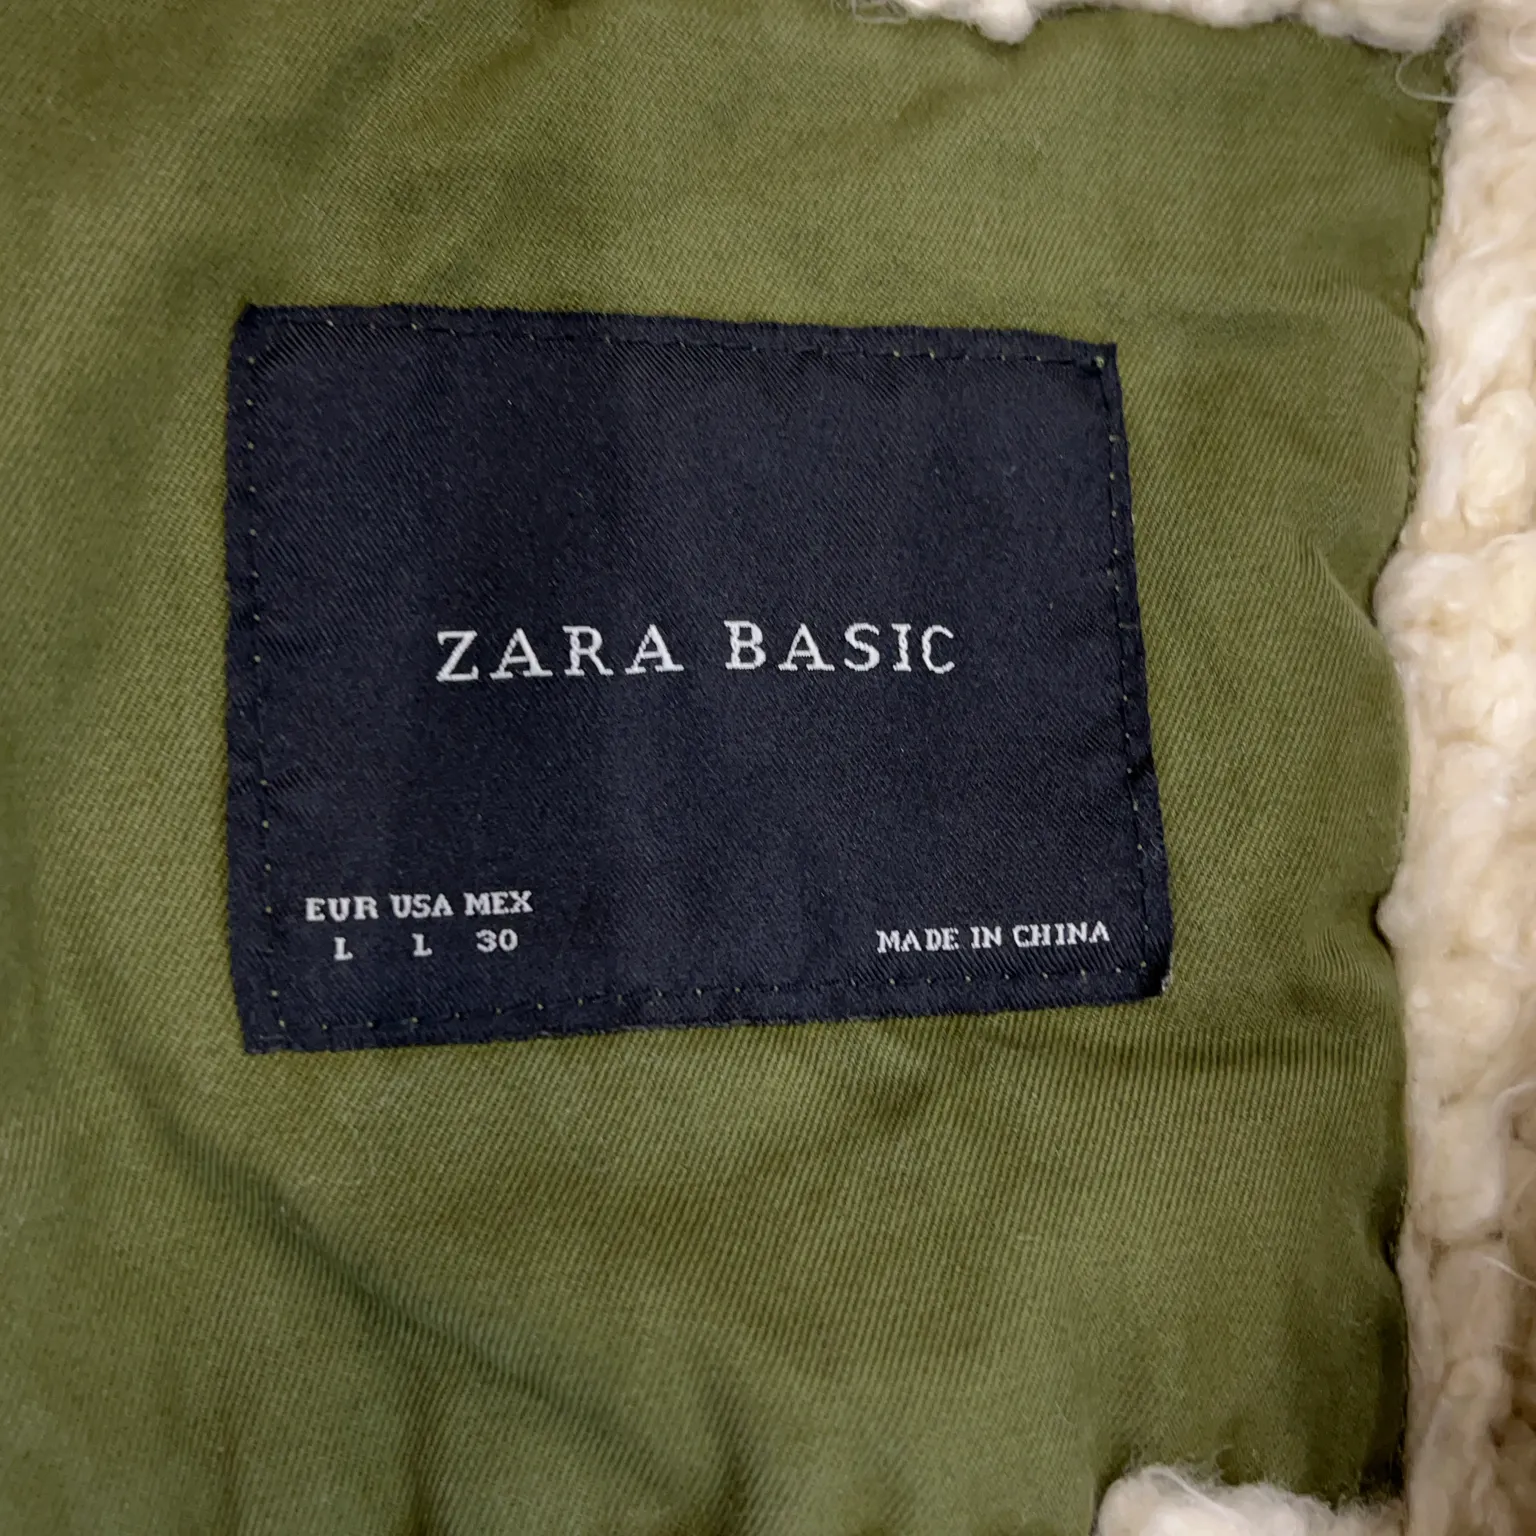 ZARA BASIC
EUR USA MEX
L L 30
MADE IN CHINA